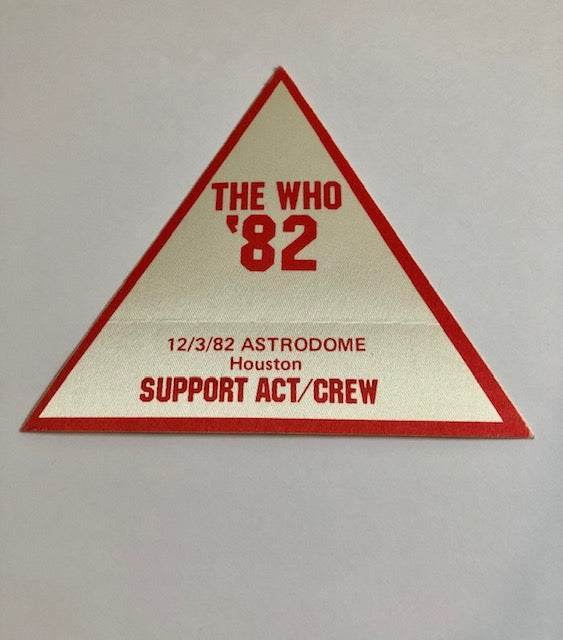 THE WHO
'82
12/3/82 ASTRODOME
Houston
SUPPORT ACT/CREW